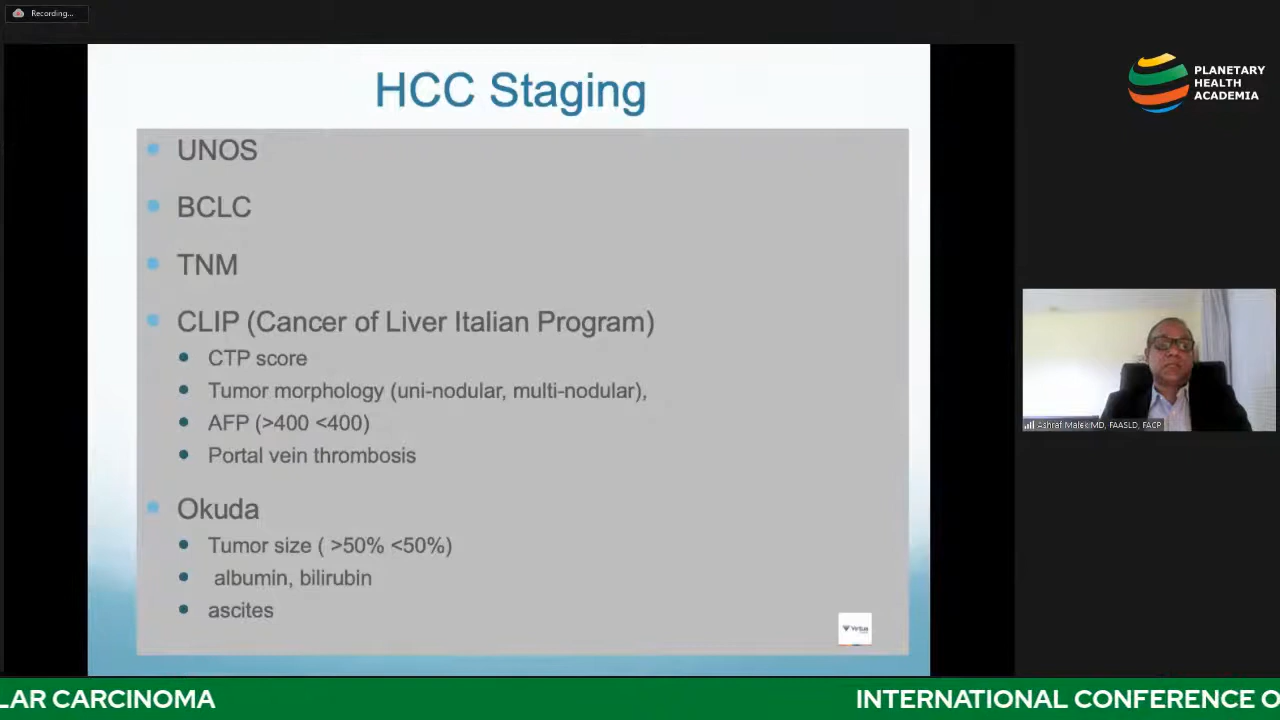 Recording...
HCC Staging
UNOS
BCLC
TNM
CLIP (Cancer of Liver Italian Program)
CTP score
Tumor morphology (uni-nodular, multi-nodular),
AFP (>400 <400)
Portal vein thrombosis
Okuda
Tumor size ( >50% <50%)
albumin, bilirubin
ascites
Virtua
PLANETARY
HEALTH
ACADEMIA
Ashraf Malek MD, FAASLD, FACP
LAR CARCINOMA
INTERNATIONAL CONFERENCE O